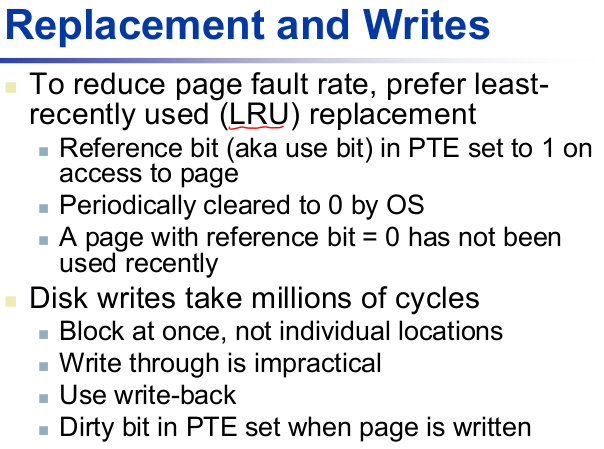 Replacement and Writes
To reduce page fault rate, prefer least-
recently used (LRU) replacement
Reference bit (aka use bit) in PTE set to 1 on
access to page
Periodically cleared to 0 by OS
A page with reference bit = 0 has not been
used recently
Disk writes take millions of cycles
Block at once, not individual locations
Write through is impractical
Use write-back
Dirty bit in PTE set when page is written